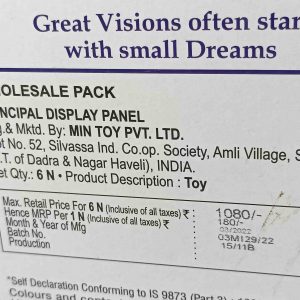 Great Visions often star
with small Dreams
OLESALE PACK
NCIPAL DISPLAY PANEL
g.& Mktd. By: MIN TOY PVT. LTD.
ot No. 52, Silvassa Ind. Co.op. Society, Amli Village, S
.T. of Dadra & Nagar Haveli), INDIA.
et Qty.: 6 N • Product Description : Toy
Max. Retail Price For 6 N (Inclusive of all taxes) ₹ : 1080/-
Hence MRP Per 1 N (Inclusive of all taxes) ₹ : 180/-
Month & Year of Mfg : 03/2022
Batch No. : 03M129/22
Production : 15/11B
*Self Declaration Conforming to IS 9873 (Part 3)
Colours and conte